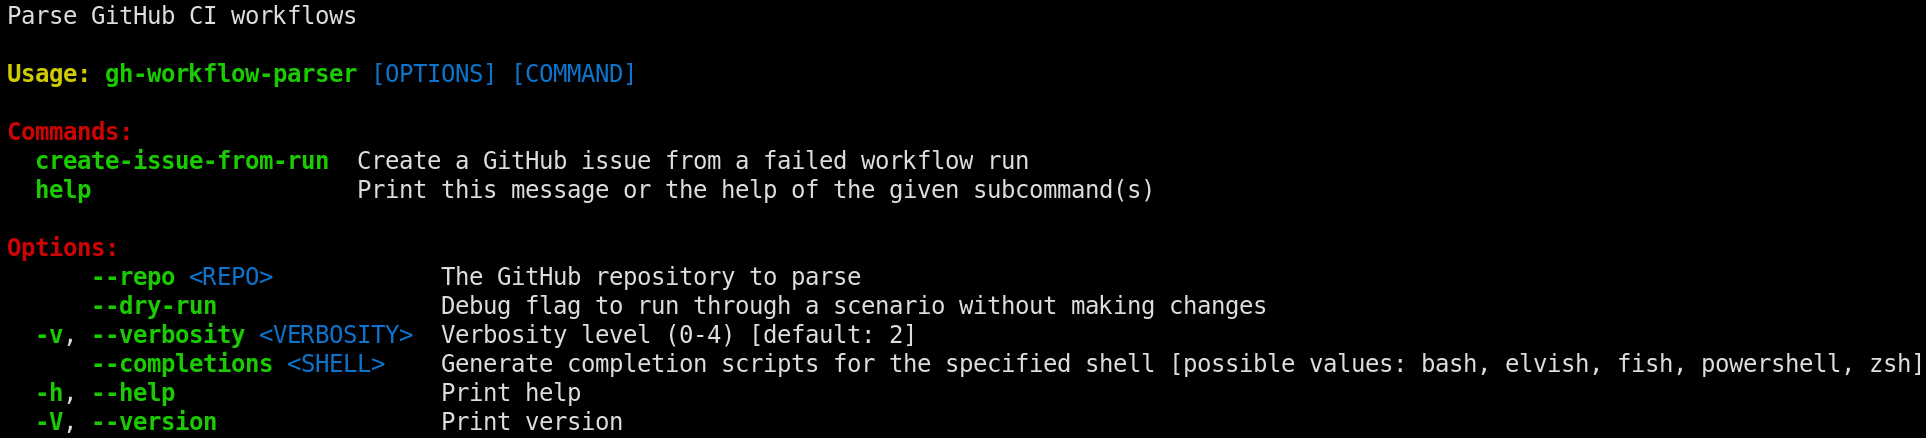 Parse GitHub CI workflows
Usage: gh-workflow-parser [OPTIONS] [COMMAND]
Commands:
create-issue-from-run  Create a GitHub issue from a failed workflow run
help                   Print this message or the help of the given subcommand(s)
Options:
--repo <REPO>            The GitHub repository to parse
--dry-run                Debug flag to run through a scenario without making changes
-v, --verbosity <VERBOSITY>  Verbosity level (0-4) [default: 2]
--completions <SHELL>    Generate completion scripts for the specified shell [possible values: bash, elvish, fish, powershell, zsh]
-h, --help                   Print help
-V, --version                Print version